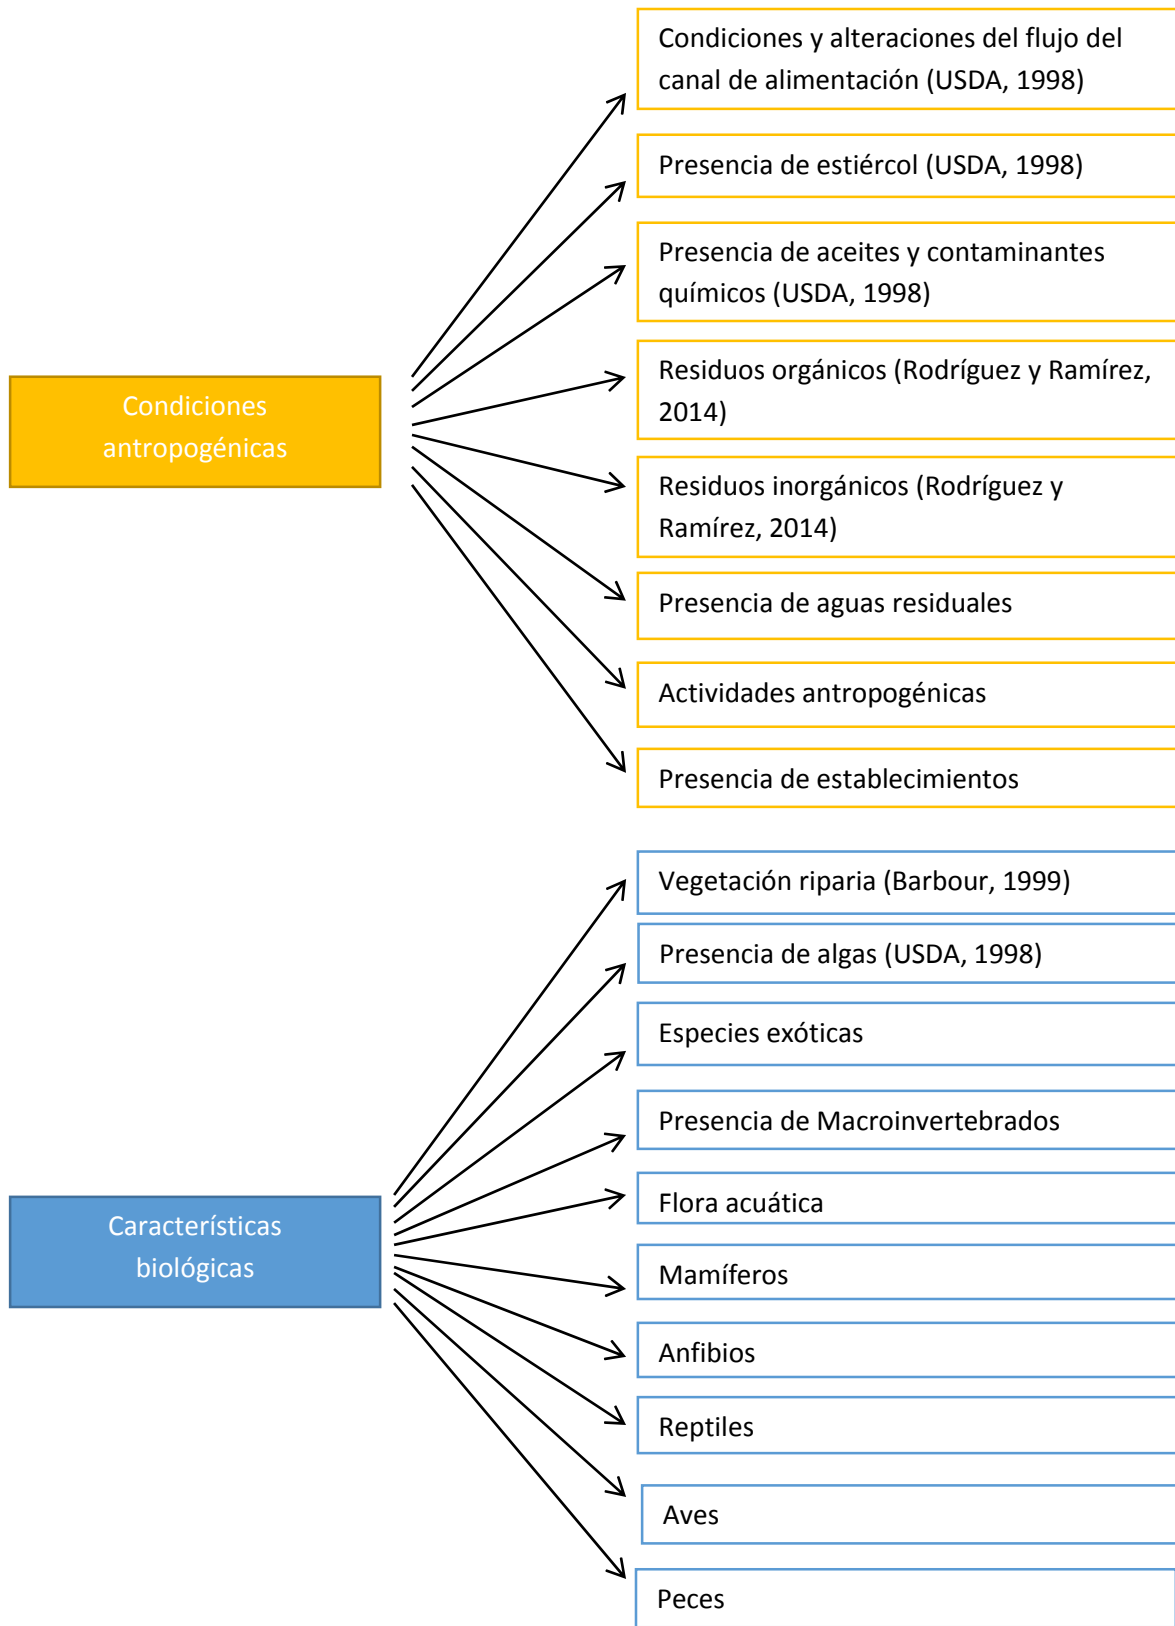 Condiciones y alteraciones del flujo del
canal de alimentación (USDA, 1998)
Presencia de estiércol (USDA, 1998)
Presencia de aceites y contaminantes
químicos (USDA, 1998)
Residuos orgánicos (Rodríguez y Ramírez,
2014)
Condiciones
antropogénicas
Residuos inorgánicos (Rodríguez y
Ramírez, 2014)
Presencia de aguas residuales
Actividades antropogénicas
Presencia de establecimientos
Vegetación riparia (Barbour, 1999)
Presencia de algas (USDA, 1998)
Especies exóticas
Presencia de Macroinvertebrados
Flora acuática
Características
biológicas
Mamíferos
Anfibios
Reptiles
Aves
Peces